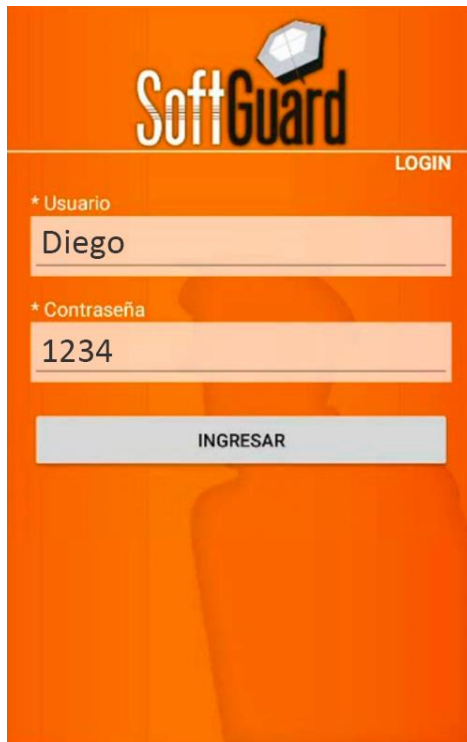 SoftGuard
LOGIN
* Usuario
Diego
* Contraseña
1234
INGRESAR